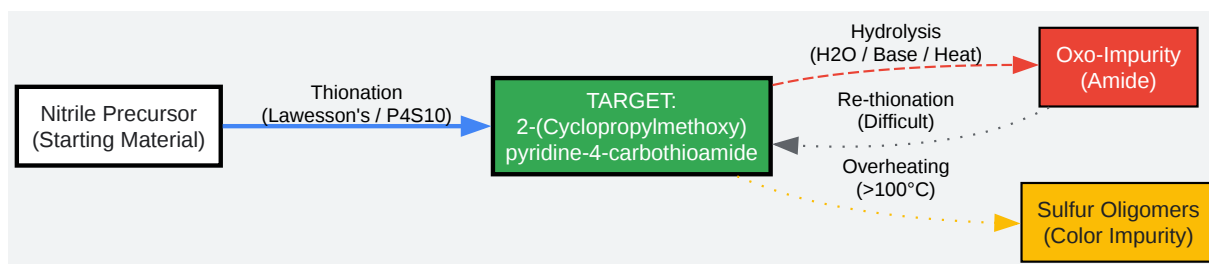 Nitrile Precursor
(Starting Material)
Thionation
(Lawesson's / P4S10)
TARGET:
2-(Cyclopropylmethoxy)
pyridine-4-carbothioamide
Hydrolysis
(H2O / Base / Heat)
Re-thionation
(Difficult)
Overheating
(>100°C)
Oxo-Impurity
(Amide)
Sulfur Oligomers
(Color Impurity)